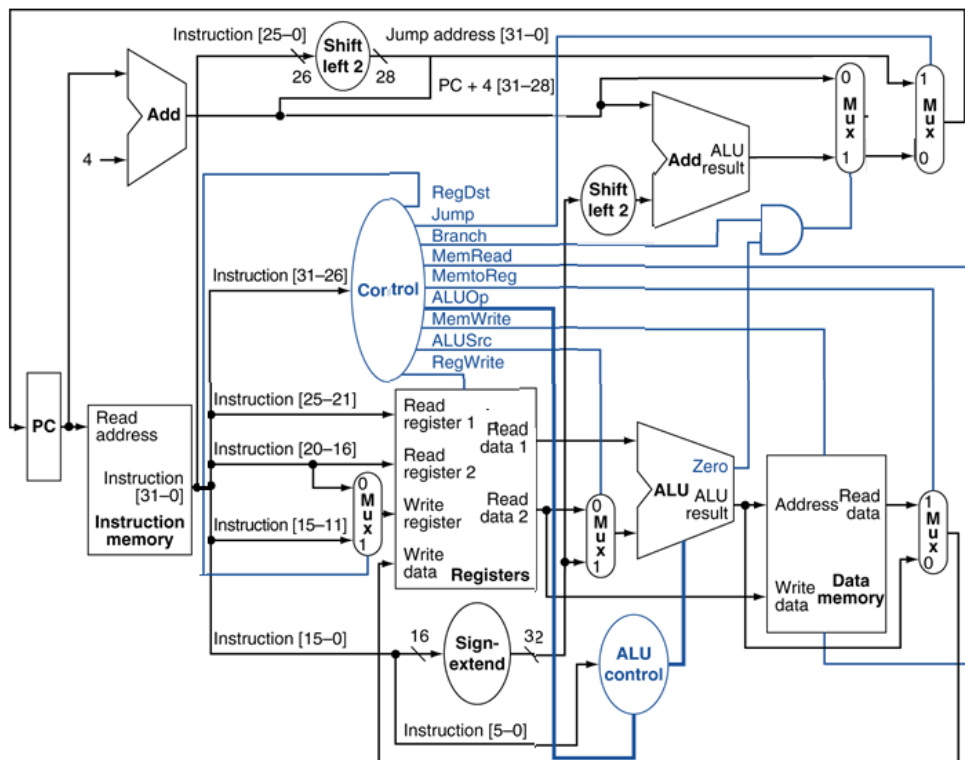 Instruction [25–0]
Shift
left 2
Jump address [31–0]
26
28
PC + 4 [31–28]
Add
4
0
M
u
x
1
1
M
u
x
0
Add
ALU
result
Shift
left 2
RegDst
Jump
Branch
MemRead
MemtoReg
ALUOp
MemWrite
ALUSrc
RegWrite
Control
Instruction [31–26]
PC
Read
address
Instruction
[31–0]
Instruction
memory
Instruction [25–21]
Instruction [20–16]
Instruction [15–11]
0
M
u
x
1
Read
register 1
Read
register 2
Write
register
Write
data
Read
data 1
Read
data 2
Registers
0
M
u
x
1
Zero
ALU
ALU
result
Address
Read
data
Write
data
Data
memory
1
M
u
x
0
Instruction [15–0]
16
Sign-
extend
32
ALU
control
Instruction [5–0]